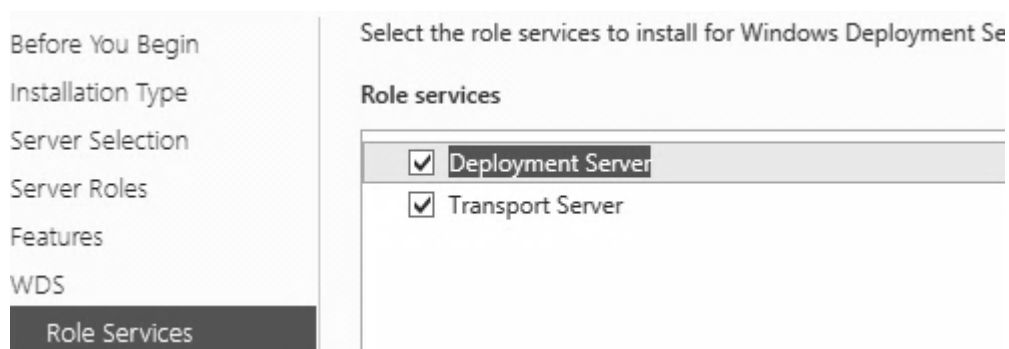 Before You Begin
Installation Type
Server Selection
Server Roles
Features
WDS
Role Services
Select the role services to install for Windows Deployment Se
Role services
Deployment Server
Transport Server